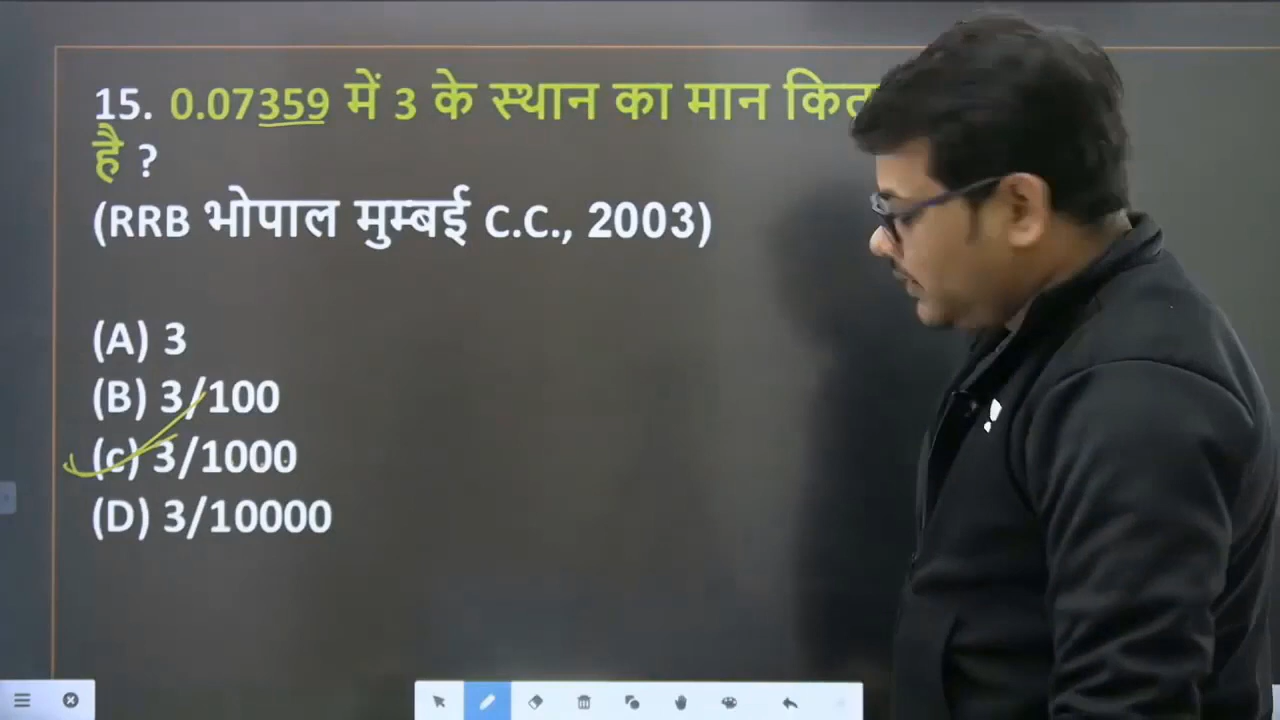 15. 0.07359 में 3 के स्थान का मान
है ?
(RRB भोपाल मुम्बई C.C., 2003)
(A) 3
(B) 3/100
(c) 3/1000
(D) 3/10000